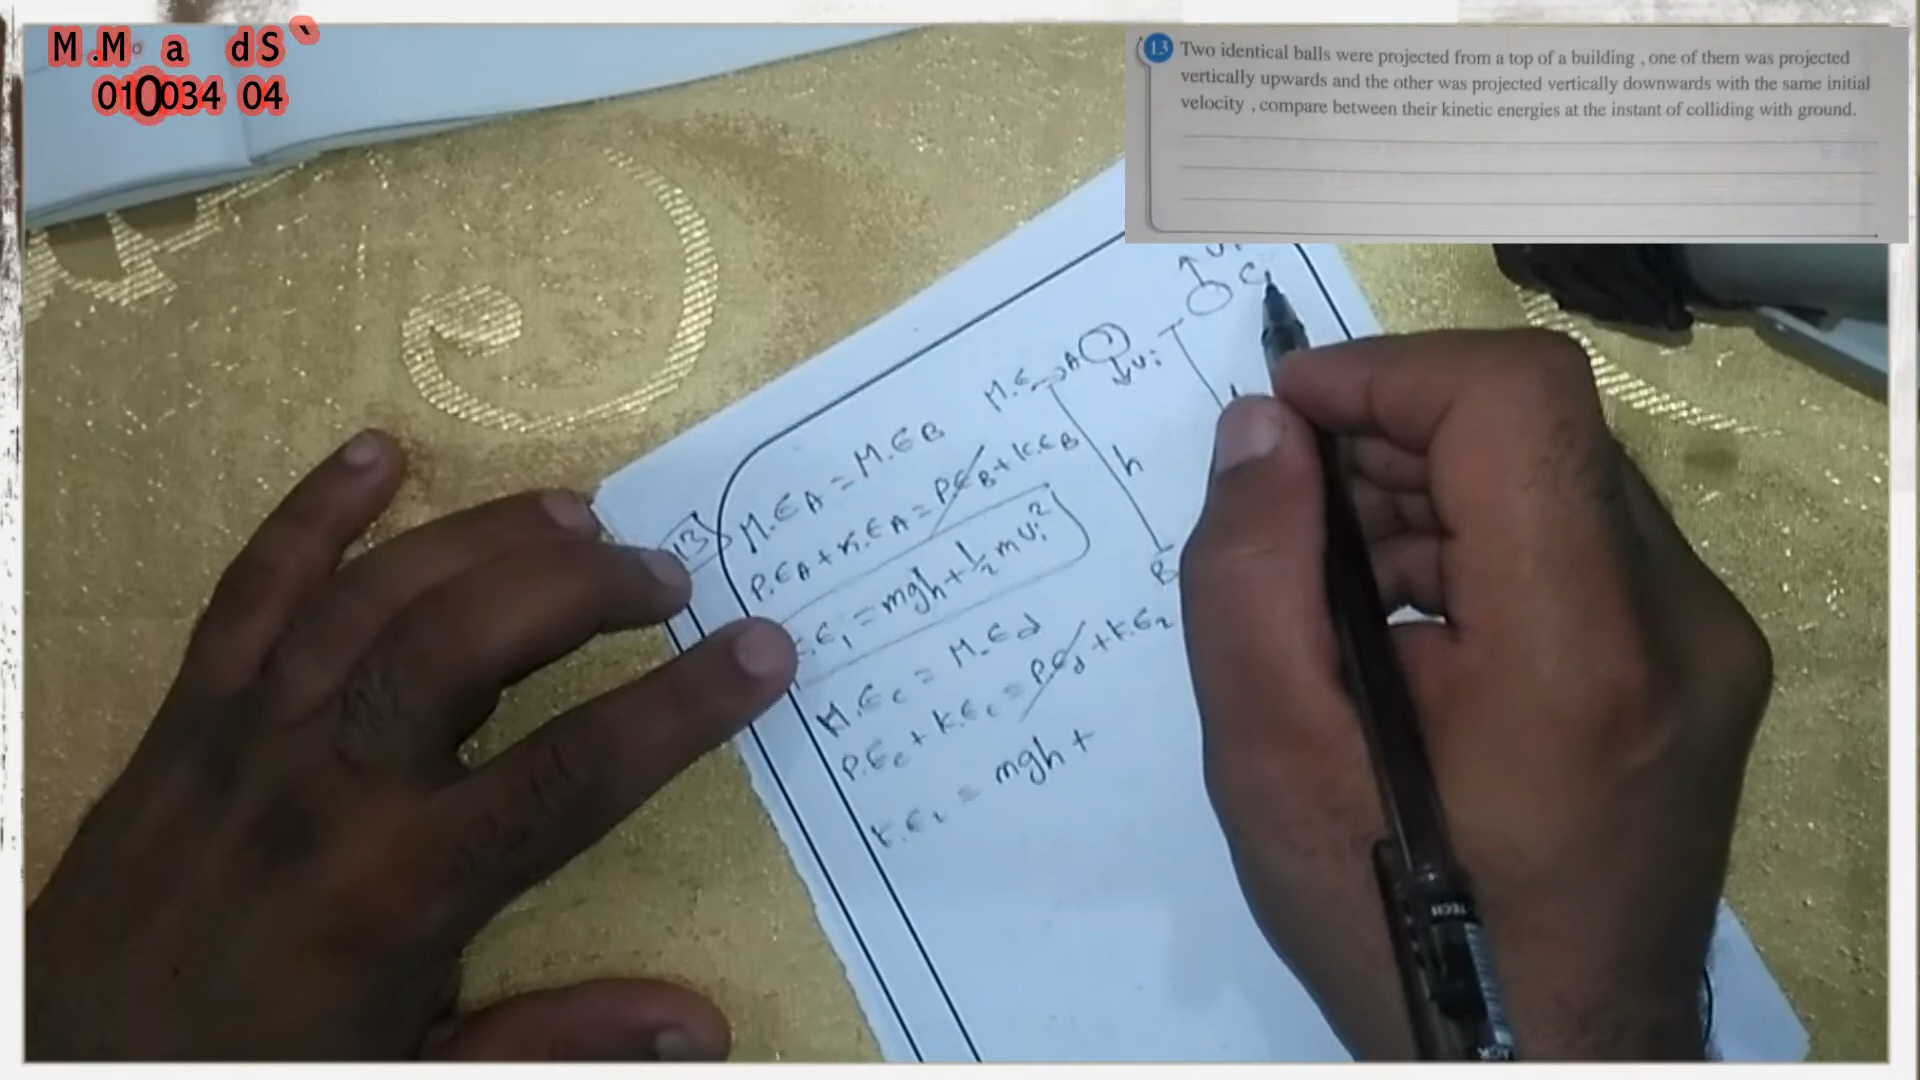 M.M. a dS`
010034 04
13 Two identical balls were projected from a top of a building , one of them was projected
vertically upwards and the other was projected vertically downwards with the same initial
velocity , compare between their kinetic energies at the instant of colliding with ground.
C
M.E A
vi
h
B
13
M.E A = M.E B
P.E A + K.E A = P.E B + K.E B
K.E 1 = mgh + 1/2 m vi²
M.E c = M.E d
P.E c + K.E c = P.E d + K.E 2
K.E 2 = mgh +